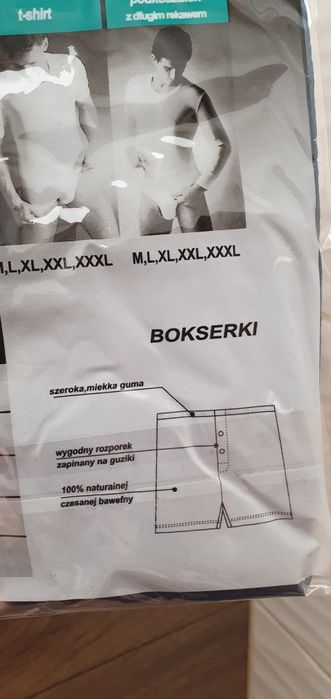 t-shirt
podkoszulek
z długim rękawem
M,L,XL,XXL,XXXL
M,L,XL,XXL,XXXL
BOKSERKI
szeroka,miekka guma
wygodny rozporek
zapinany na guziki
100% naturalnej
czesanej bawełny